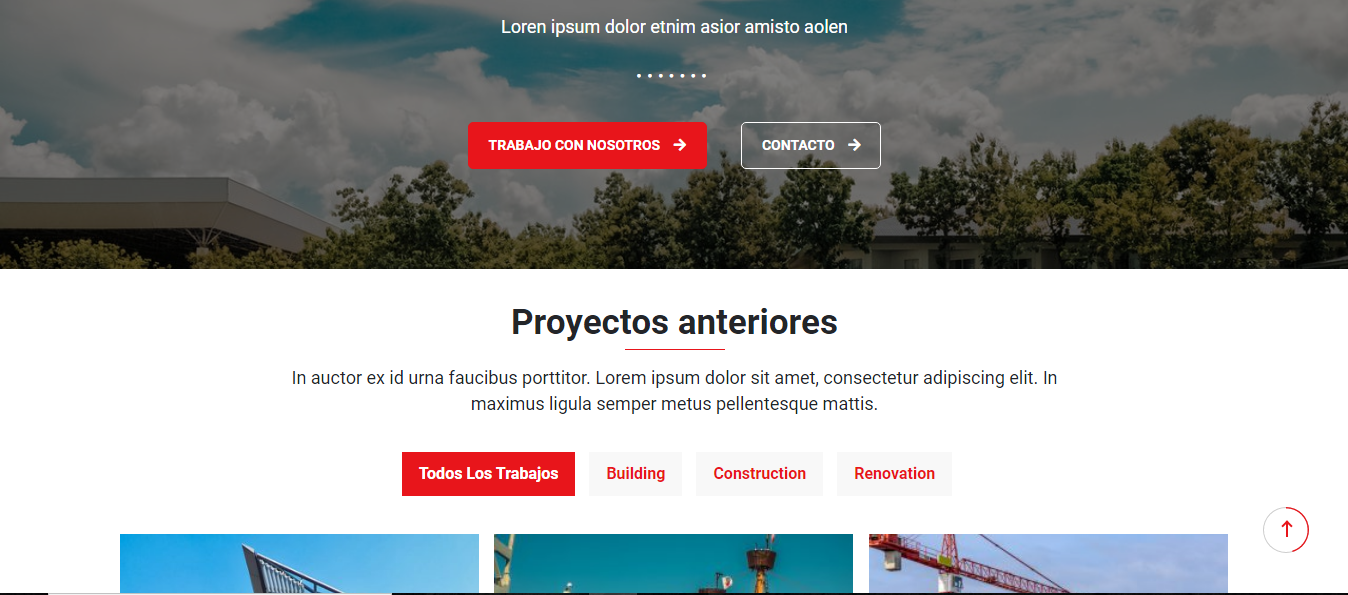 Loren ipsum dolor etnim asior amisto aolen
TRABAJO CON NOSOTROS
CONTACTO
Proyectos anteriores
In auctor ex id urna faucibus porttitor. Lorem ipsum dolor sit amet, consectetur adipiscing elit. In
maximus ligula semper metus pellentesque mattis.
Todos Los Trabajos
Building
Construction
Renovation